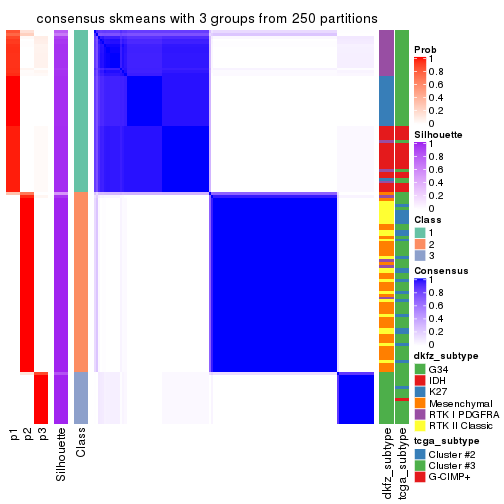 consensus skmeans with 3 groups from 250 partitions
Prob
1
0.8
0.6
0.4
0.2
0
Silhouette
1
0.8
0.6
0.4
0.2
0
Class
1
2
3
Consensus
1
0.8
0.6
0.4
0.2
0
dkfz_subtype
G34
IDH
K27
Mesenchymal
RTK I PDGFRA
RTK II Classic
tcga_subtype
Cluster #2
Cluster #3
G-CIMP+
p1
p2
p3
Silhouette
Class
dkfz_subtype
tcga_subtype